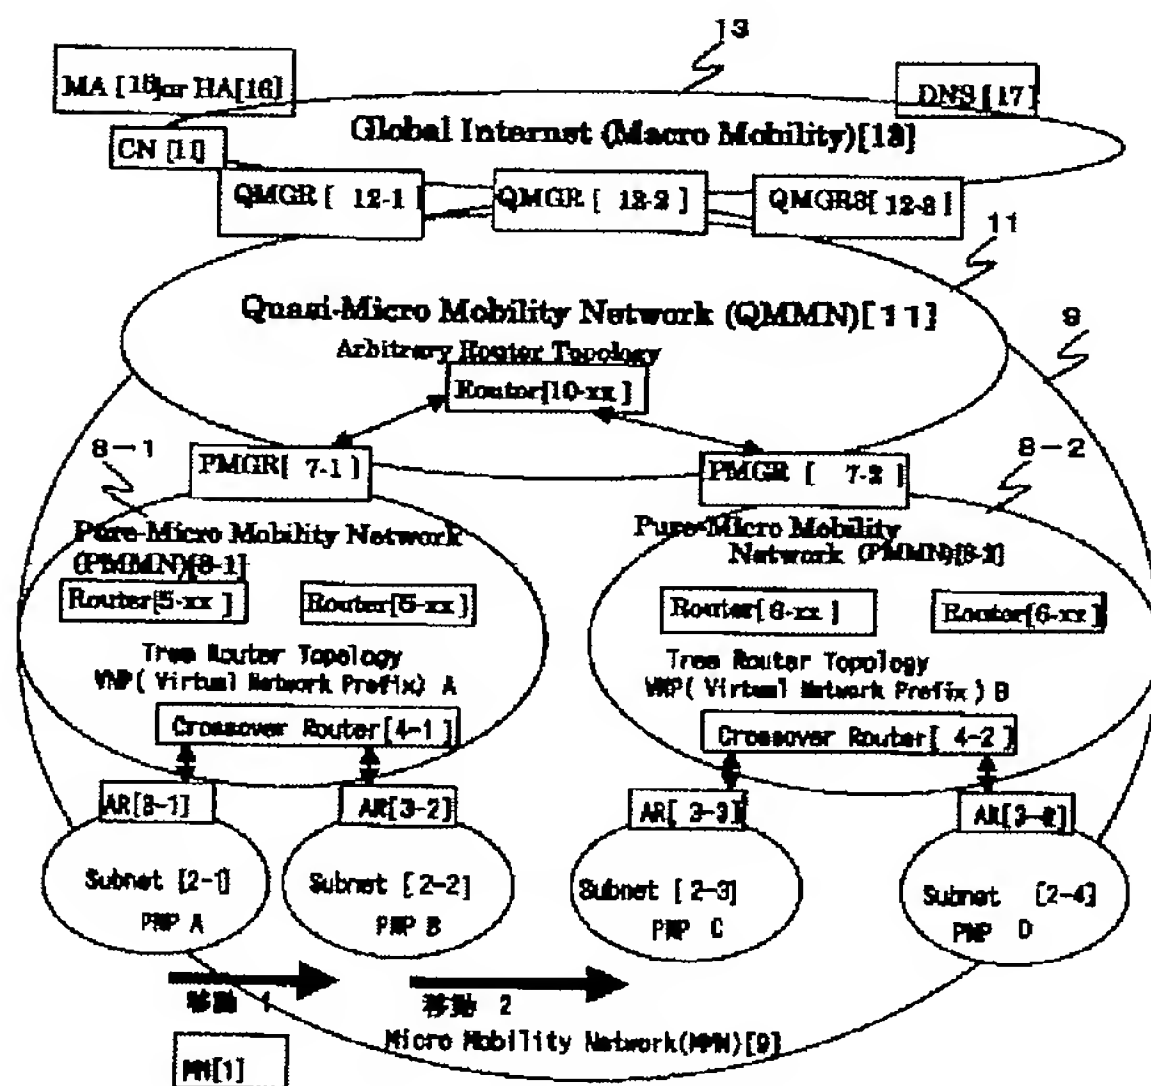 13
MA [15]or HA[16]
DNS [17]
Global Internet (Macro Mobility)[13]
CN [11]
QMGR [ 12-1 ]
QMGR [ 12-2 ]
QMGRS[ 12-3 ]
11
Quasi-Micro Mobility Network (QMMN)[11]
9
Arbitrary Router Topology
Router[10-xx]
8-1
PMGR[ 7-1 ]
PMGR [ 7-2 ]
8-2
Pure-Micro Mobility Network
(PMMN)[8-1]
Pure-Micro Mobility
Network (PMMN)[8-2]
Router[5-xx ]
Router[5-xx]
Router[ 6-xx ]
Router[6-xx]
Tree Router Topology
VNP( Virtual Network Prefix) A
Tree Router Topology
VNP( Virtual Network Prefix ) B
Crossover Router[4-1]
Crossover Router[ 4-2 ]
AR[3-1]
AR[3-2]
AR[ 3-3]
AR[3-4]
Subnet [2-1]
PNP A
Subnet [ 2-2]
PNP B
Subnet [ 2-3]
PNP C
Subnet [2-4]
PNP D
移動 1
移動 2
Micro Mobility Network(MMN)[9]
MN[1]